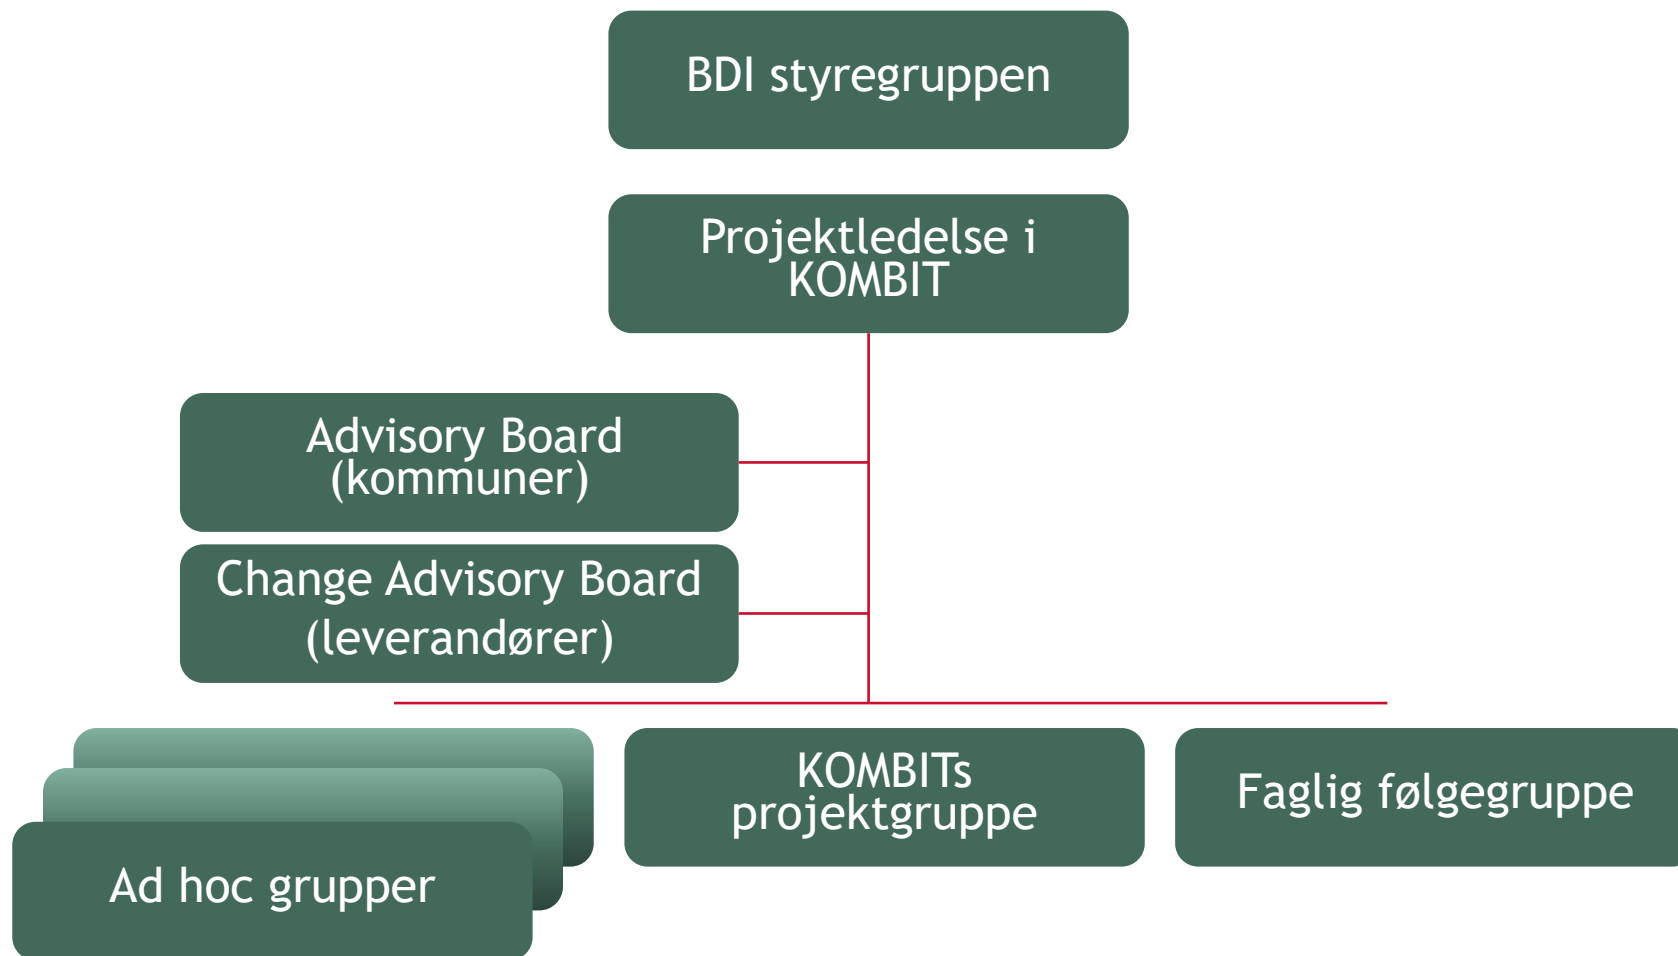 BDI styregruppen
Projektledelse i
KOMBIT
Advisory Board
(kommuner)
Change Advisory Board
(leverandører)
Ad hoc grupper
KOMBITs
projektgruppe
Faglig følgegruppe